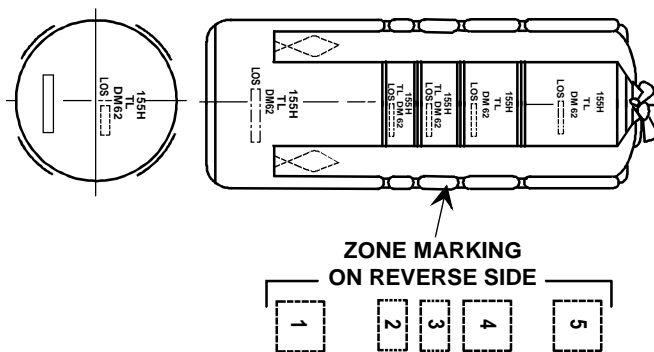 155H
TL
DM62
LOS
155H
TL
DM62
LOS
155H
TL DM 62
LOS
155H
TL DM 62
LOS
155H
TL
DM 62
LOS
155H
TL
DM 62
LOS
ZONE MARKING
ON REVERSE SIDE
1
2
3
4
5